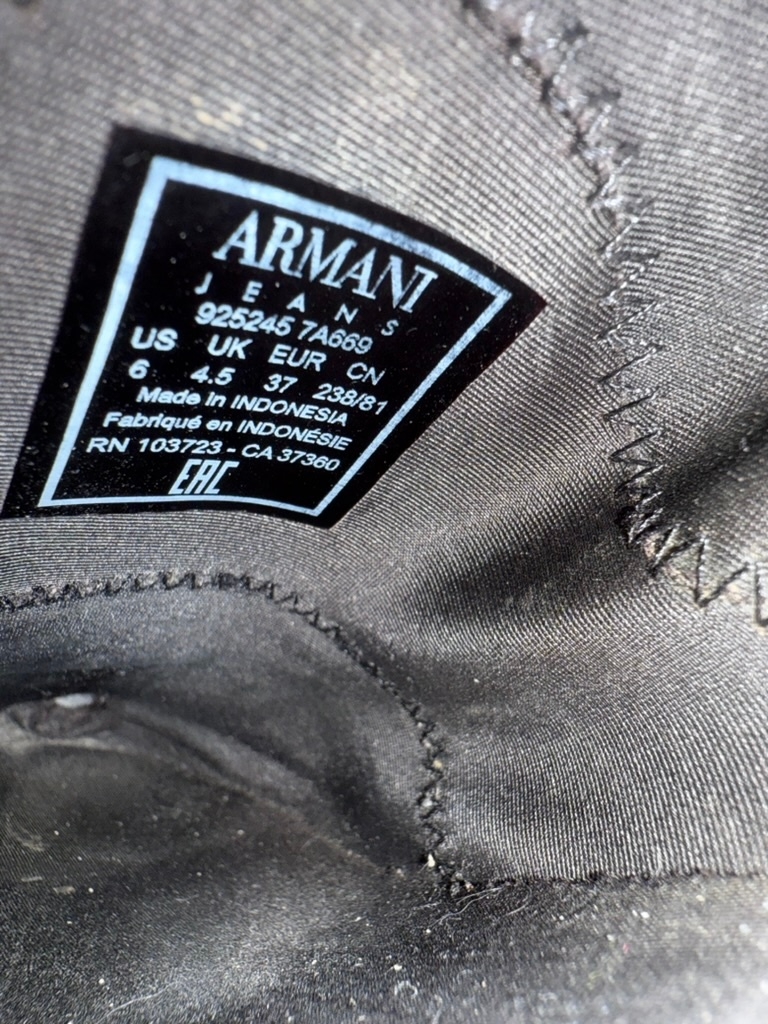 ARMANI
JEANS
925245 7A669
US UK EUR CN
6 4.5 37 238/81
Made in INDONESIA
Fabriqué en INDONÉSIE
RN 103723 - CA 37360
EAC